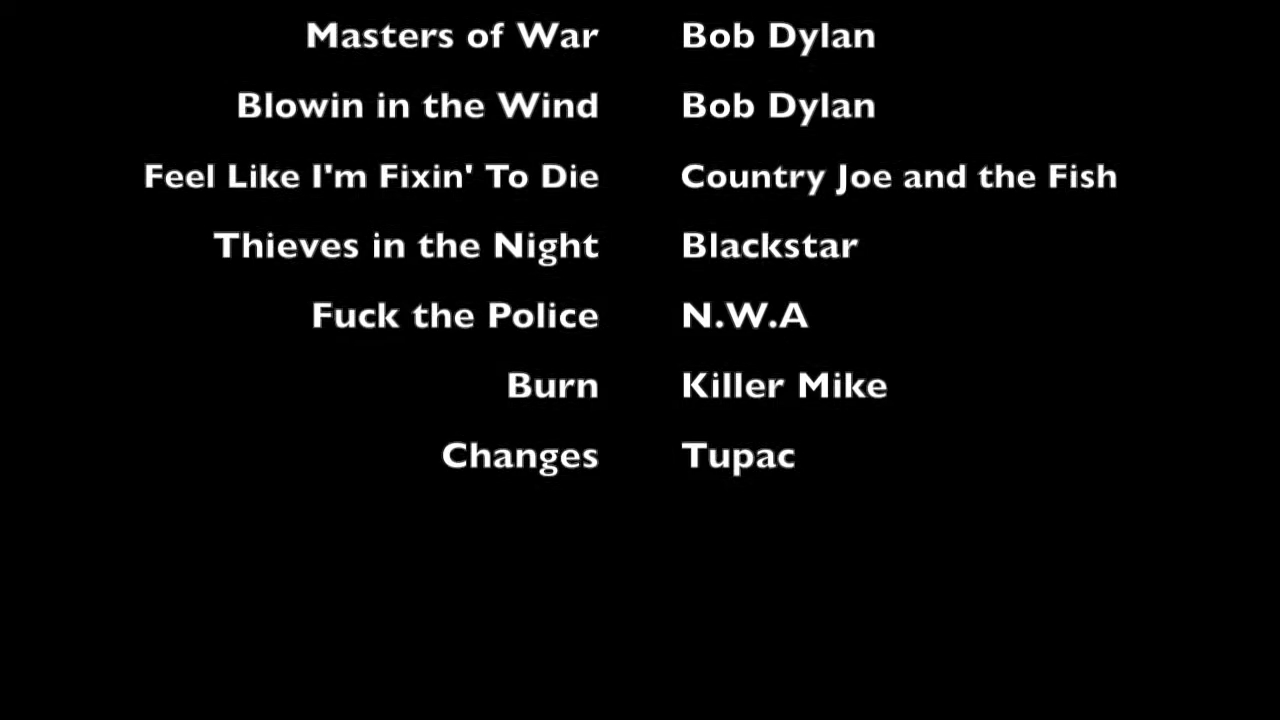 Masters of War Bob Dylan
Blowin in the Wind Bob Dylan
Feel Like I'm Fixin' To Die Country Joe and the Fish
Thieves in the Night Blackstar
Fuck the Police N.W.A
Burn Killer Mike
Changes Tupac